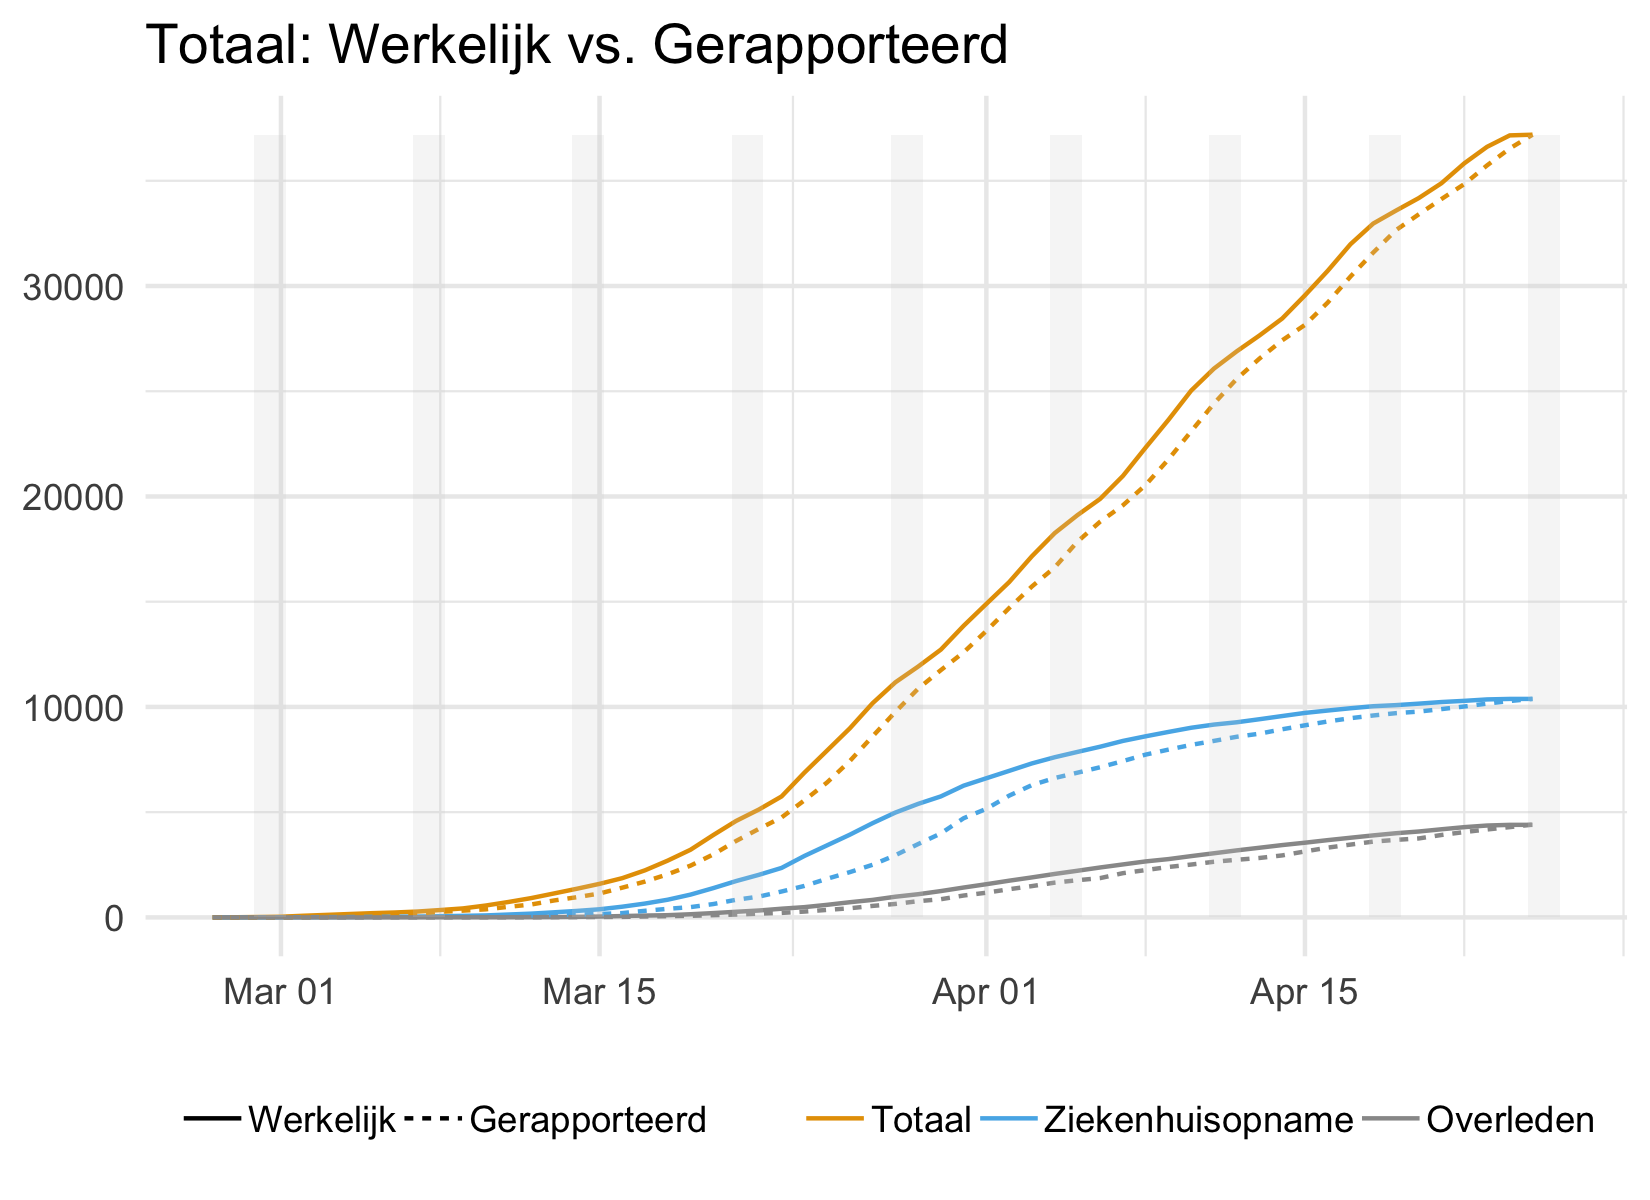 Totaal: Werkelijk vs. Gerapporteerd
30000
20000
10000
0
Mar 01 Mar 15 Apr 01 Apr 15
Werkelijk Gerapporteerd Totaal Ziekenhuisopname Overleden